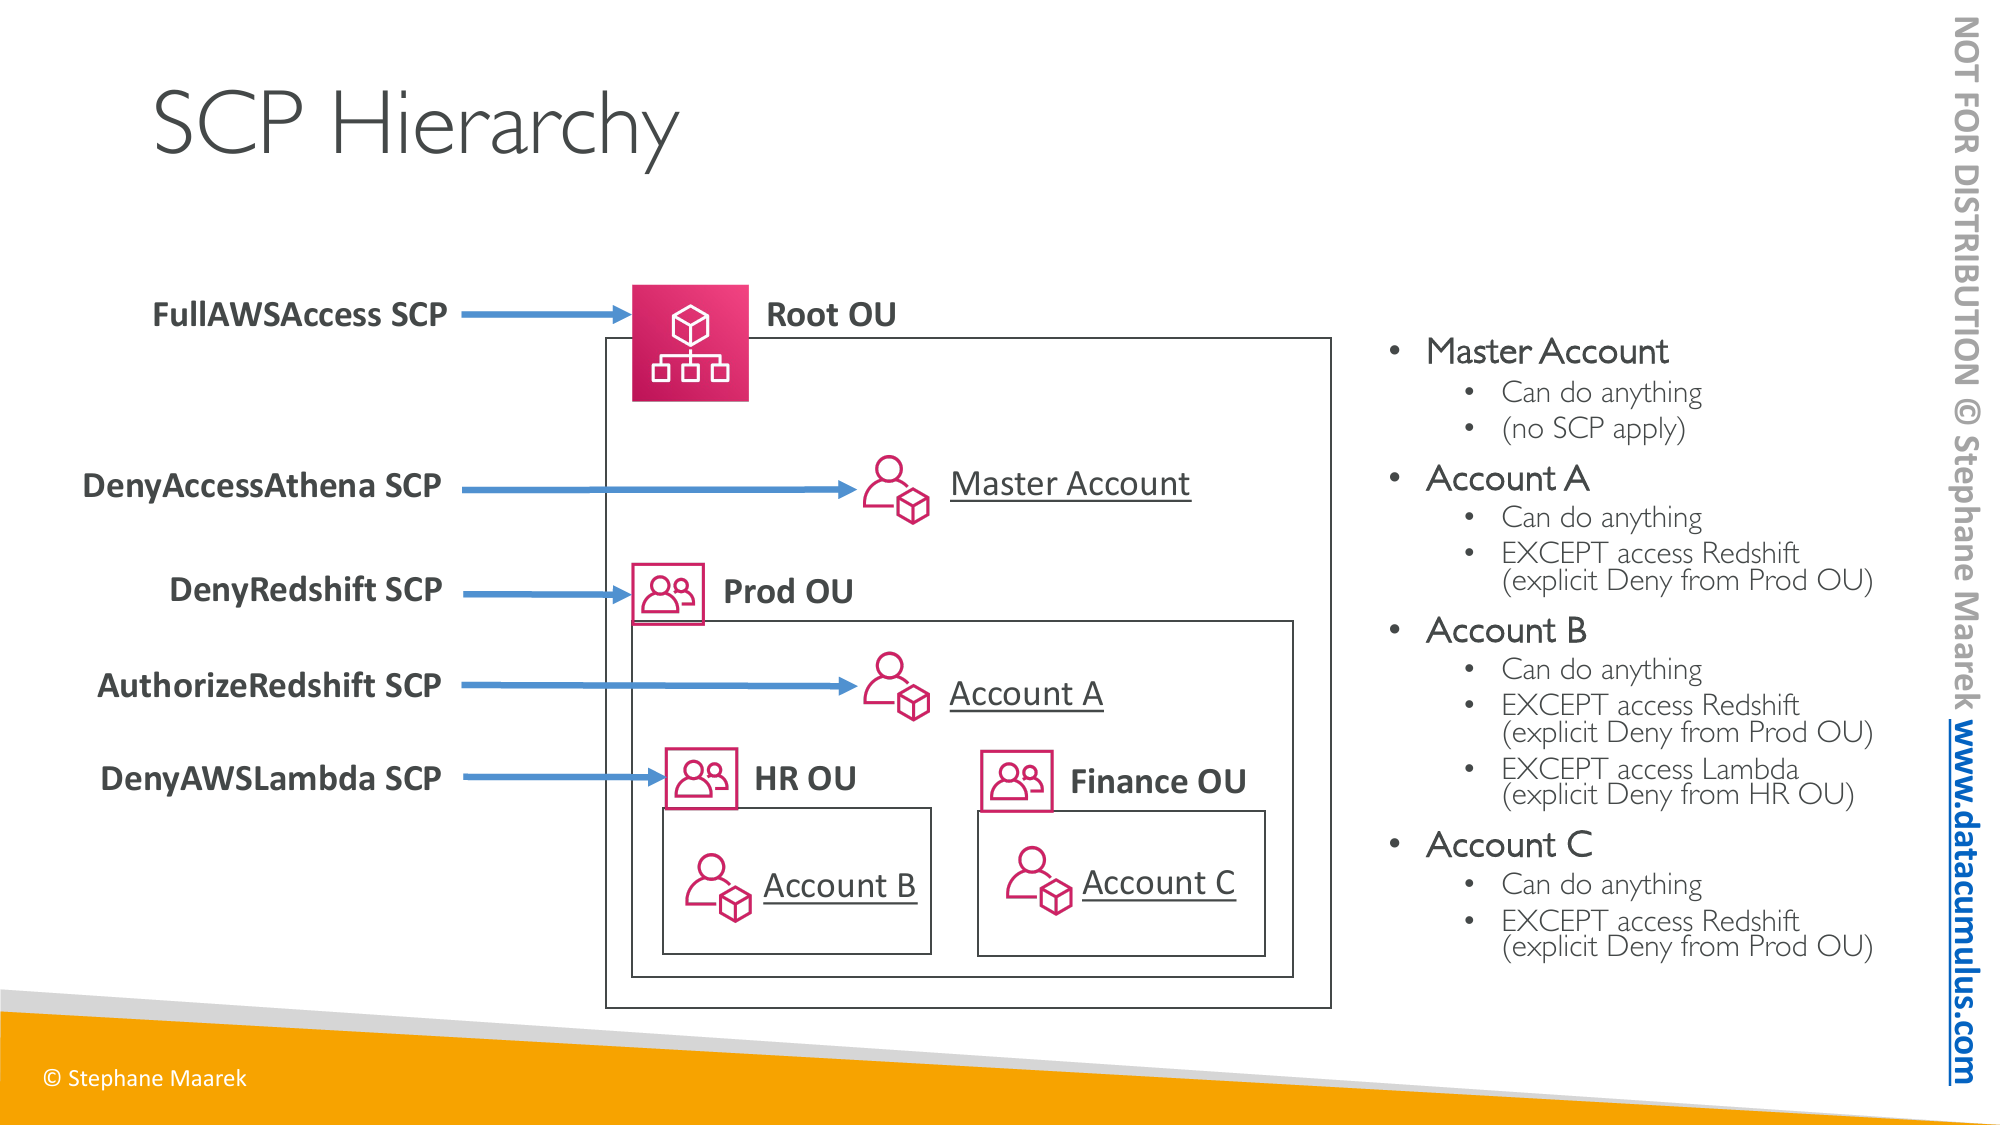 SCP Hierarchy
FullAWSAccess SCP
Root OU
DenyAccessAthena SCP
Master Account
DenyRedshift SCP
Prod OU
AuthorizeRedshift SCP
Account A
DenyAWSLambda SCP
HR OU
Finance OU
Account B
Account C
• Master Account
• Can do anything
• (no SCP apply)
• Account A
• Can do anything
• EXCEPT access Redshift
(explicit Deny from Prod OU)
• Account B
• Can do anything
• EXCEPT access Redshift
(explicit Deny from Prod OU)
• EXCEPT access Lambda
(explicit Deny from HR OU)
• Account C
• Can do anything
• EXCEPT access Redshift
(explicit Deny from Prod OU)
NOT FOR DISTRIBUTION © Stephane Maarek www.datacumulus.com
© Stephane Maarek